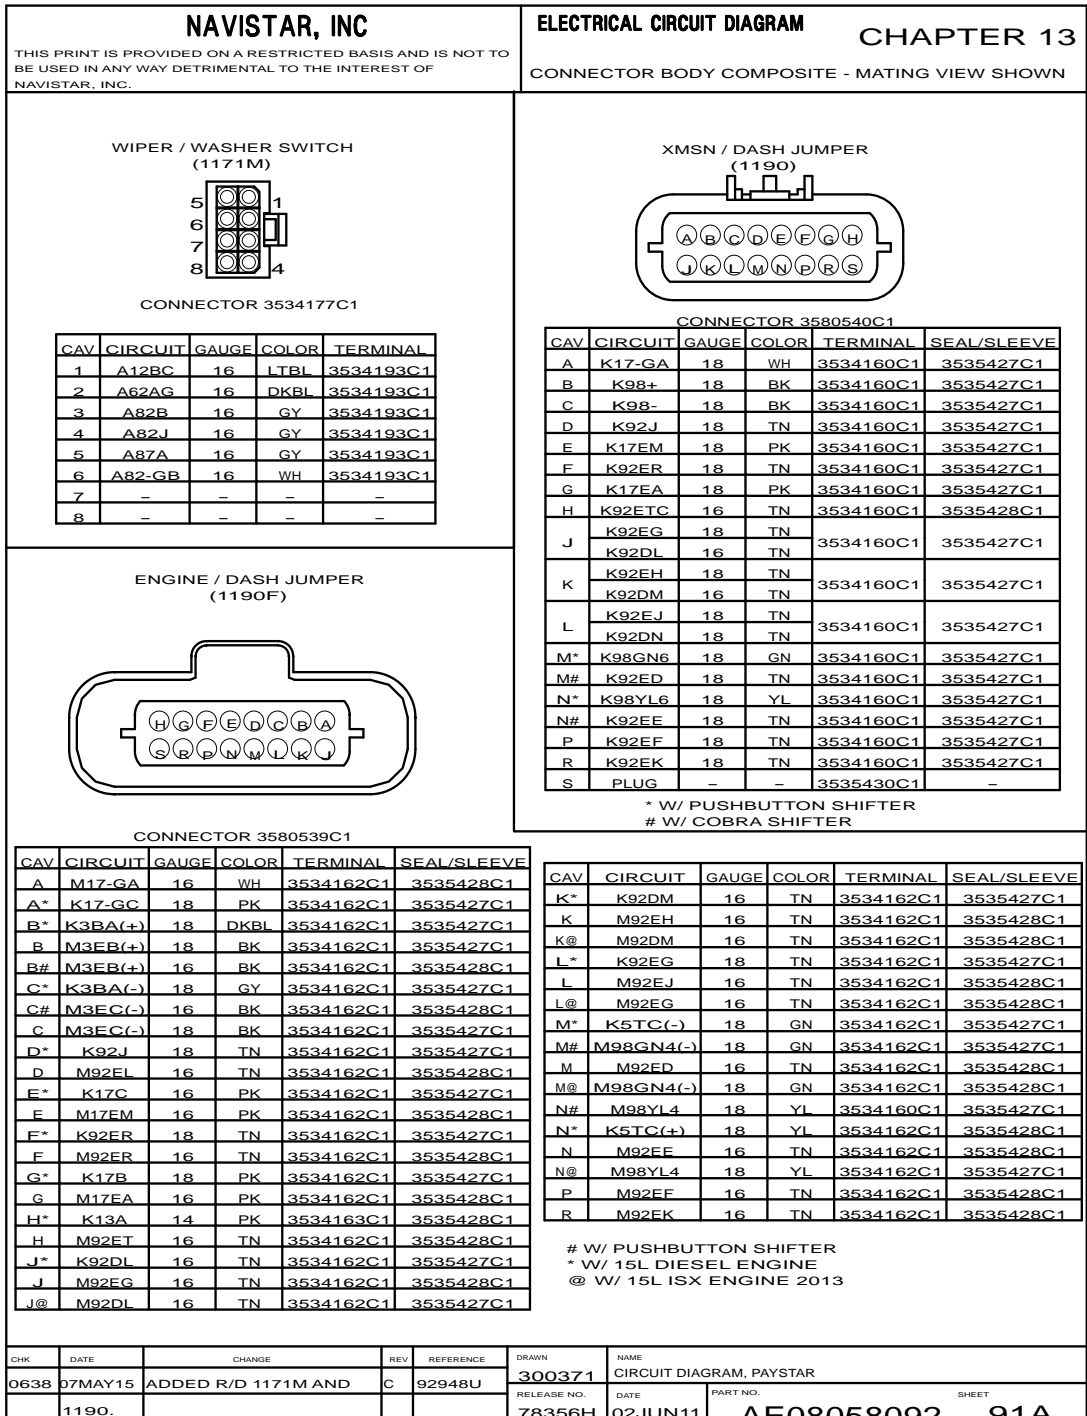 NAVISTAR, INC
THIS PRINT IS PROVIDED ON A RESTRICTED BASIS AND IS NOT TO
BE USED IN ANY WAY DETRIMENTAL TO THE INTEREST OF
NAVISTAR, INC.
ELECTRICAL CIRCUIT DIAGRAM
CHAPTER 13
CONNECTOR BODY COMPOSITE - MATING VIEW SHOWN
WIPER / WASHER SWITCH
(1171M)
5 1
6
7
8 4
CONNECTOR 3534177C1
CAV CIRCUIT GAUGE COLOR TERMINAL
1 A12BC 16 LTBL 3534193C1
2 A62AG 16 DKBL 3534193C1
3 A82B 16 GY 3534193C1
4 A82J 16 GY 3534193C1
5 A87A 16 GY 3534193C1
6 A82-GB 16 WH 3534193C1
7 – – – –
8 – – – –
XMSN / DASH JUMPER
(1190)
A B C D E F G H
J K L M N P R S
CONNECTOR 3580540C1
CAV CIRCUIT GAUGE COLOR TERMINAL SEAL/SLEEVE
A K17-GA 18 WH 3534160C1 3535427C1
B K98+ 18 BK 3534160C1 3535427C1
C K98- 18 BK 3534160C1 3535427C1
D K92J 18 TN 3534160C1 3535427C1
E K17EM 18 PK 3534160C1 3535427C1
F K92ER 18 TN 3534160C1 3535427C1
G K17EA 18 PK 3534160C1 3535427C1
H K92ETC 16 TN 3534160C1 3535428C1
J K92EG 18 TN 3534160C1 3535427C1
K92DL 16 TN
K K92EH 18 TN 3534160C1 3535427C1
K92DM 16 TN
L K92EJ 18 TN 3534160C1 3535427C1
K92DN 18 TN
M* K98GN6 18 GN 3534160C1 3535427C1
M# K92ED 18 TN 3534160C1 3535427C1
N* K98YL6 18 YL 3534160C1 3535427C1
N# K92EE 18 TN 3534160C1 3535427C1
P K92EF 18 TN 3534160C1 3535427C1
R K92EK 18 TN 3534160C1 3535427C1
S PLUG – – 3535430C1 –
* W/ PUSHBUTTON SHIFTER
# W/ COBRA SHIFTER
ENGINE / DASH JUMPER
(1190F)
H G F E D C B A
S R P N M L K J
CONNECTOR 3580539C1
CAV CIRCUIT GAUGE COLOR TERMINAL SEAL/SLEEVE
A M17-GA 16 WH 3534162C1 3535428C1
A* K17-GC 18 PK 3534162C1 3535427C1
B* K3BA(+) 18 DKBL 3534162C1 3535427C1
B M3EB(+) 18 BK 3534162C1 3535427C1
B# M3EB(+) 16 BK 3534162C1 3535428C1
C* K3BA(-) 18 GY 3534162C1 3535427C1
C# M3EC(-) 16 BK 3534162C1 3535428C1
C M3EC(-) 18 BK 3534162C1 3535427C1
D* K92J 18 TN 3534162C1 3535427C1
D M92EL 16 TN 3534162C1 3535428C1
E* K17C 16 PK 3534162C1 3535427C1
E M17EM 16 PK 3534162C1 3535428C1
F* K92ER 18 TN 3534162C1 3535427C1
F M92ER 16 TN 3534162C1 3535428C1
G* K17B 18 PK 3534162C1 3535427C1
G M17EA 16 PK 3534162C1 3535428C1
H* K13A 14 PK 3534163C1 3535428C1
H M92ET 16 TN 3534162C1 3535428C1
J* K92DL 16 TN 3534162C1 3535427C1
J M92EG 16 TN 3534162C1 3535428C1
J@ M92DL 16 TN 3534162C1 3535427C1
CAV CIRCUIT GAUGE COLOR TERMINAL SEAL/SLEEVE
K* K92DM 16 TN 3534162C1 3535427C1
K M92EH 16 TN 3534162C1 3535428C1
K@ M92DM 16 TN 3534162C1 3535428C1
L* K92EG 18 TN 3534162C1 3535427C1
L M92EJ 16 TN 3534162C1 3535428C1
L@ M92EG 16 TN 3534162C1 3535428C1
M* K5TC(-) 18 GN 3534162C1 3535427C1
M# M98GN4(-) 18 GN 3534162C1 3535427C1
M M92ED 16 TN 3534162C1 3535428C1
M@ M98GN4(-) 18 GN 3534162C1 3535428C1
N# M98YL4 18 YL 3534160C1 3535427C1
N* K5TC(+) 18 YL 3534162C1 3535427C1
N M92EE 16 TN 3534162C1 3535428C1
N@ M98YL4 18 YL 3534162C1 3535427C1
P M92EF 16 TN 3534162C1 3535428C1
R M92EK 16 TN 3534162C1 3535428C1
# W/ PUSHBUTTON SHIFTER
* W/ 15L DIESEL ENGINE
@ W/ 15L ISX ENGINE 2013
CHK DATE CHANGE REV REFERENCE
0638 07MAY15 ADDED R/D 1171M AND C 92948U
1190.
DRAWN NAME
300371 CIRCUIT DIAGRAM, PAYSTAR
RELEASE NO. DATE PART NO. SHEET
78356H 02JUN11 AE08058092 91A